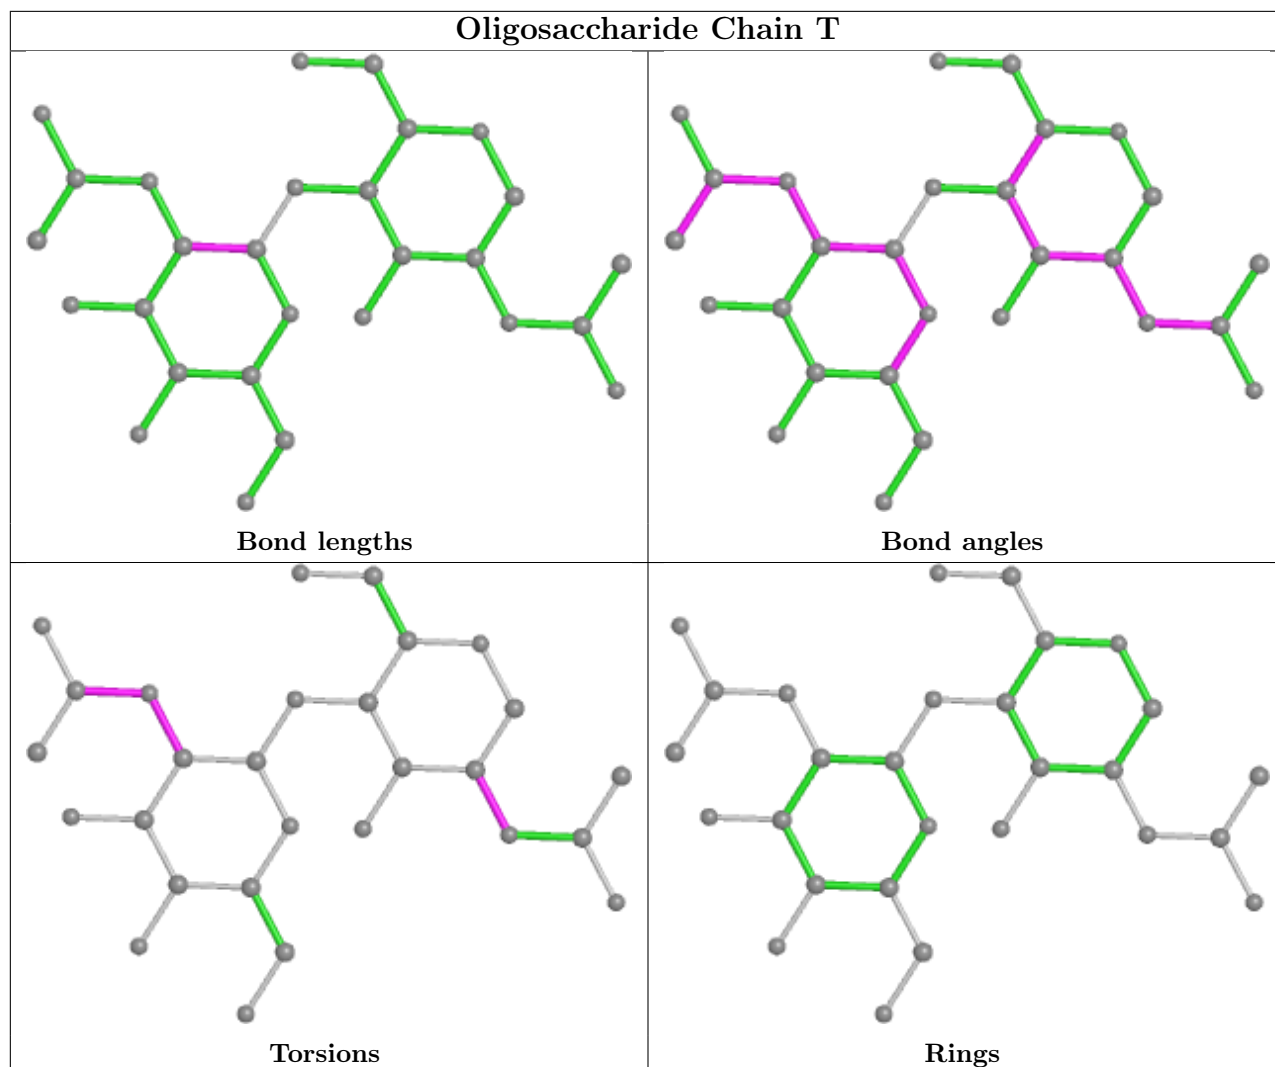 Oligosaccharide Chain T
Bond lengths
Bond angles
Torsions
Rings